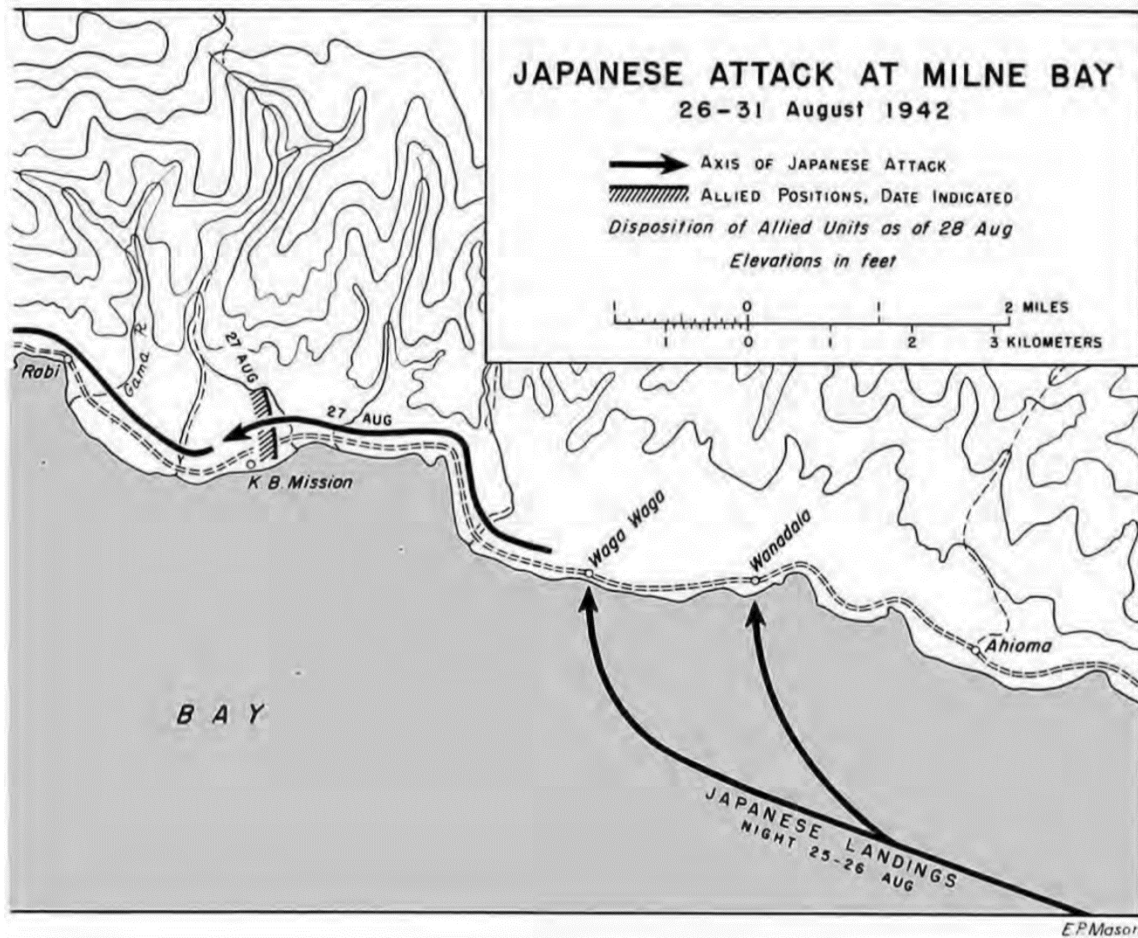 JAPANESE ATTACK AT MILNE BAY
26-31 August 1942
AXIS OF JAPANESE ATTACK
ALLIED POSITIONS, DATE INDICATED
Disposition of Allied Units as of 28 Aug
Elevations in feet
1 0 1 2 MILES
1 0 1 2 3 KILOMETERS
Rabi
Gama R
27 AUG
27 AUG
K. B. Mission
Waga Waga
Wanadala
Ahioma
BAY
JAPANESE LANDINGS
NIGHT 25-26 AUG
E.P.Mason